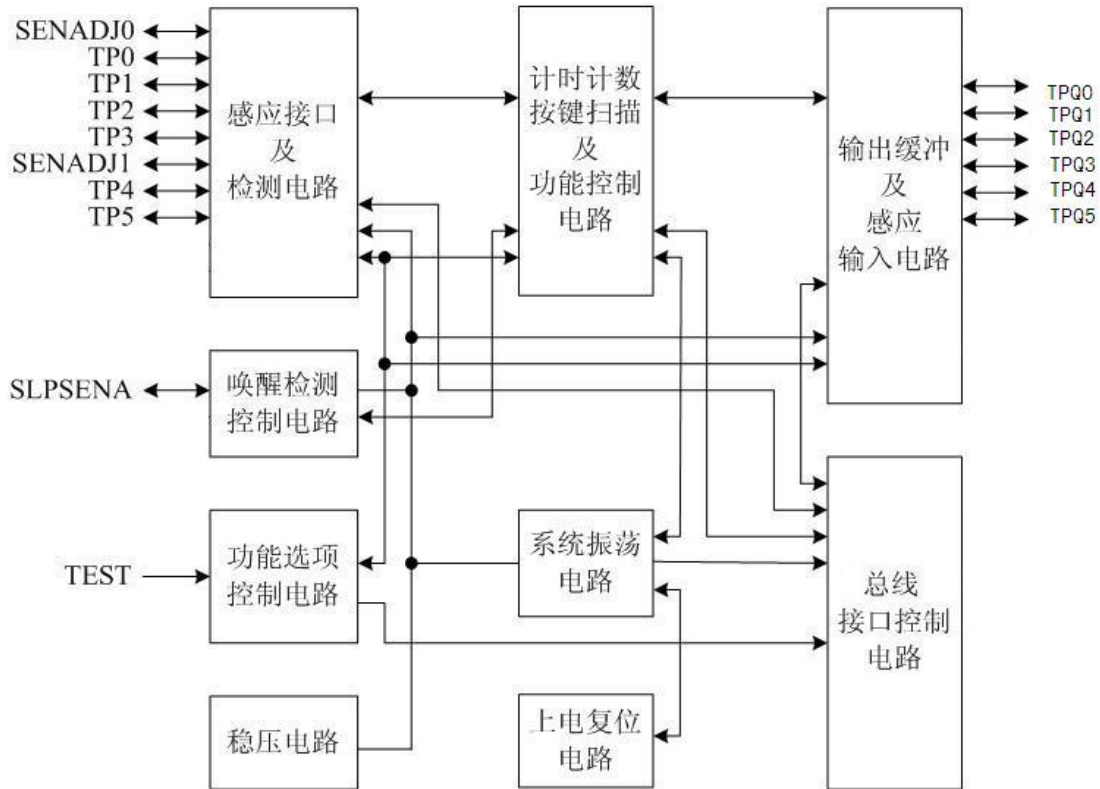 SENADJ0
TP0
TP1
TP2
TP3
SENADJ1
TP4
TP5
感应接口
及
检测电路
计时计数
按键扫描
及
功能控制
电路
输出缓冲
及
感应
输入电路
TPQ0
TPQ1
TPQ2
TPQ3
TPQ4
TPQ5
SLPSENA
唤醒检测
控制电路
TEST
功能选项
控制电路
系统振荡
电路
总线
接口控制
电路
稳压电路
上电复位
电路